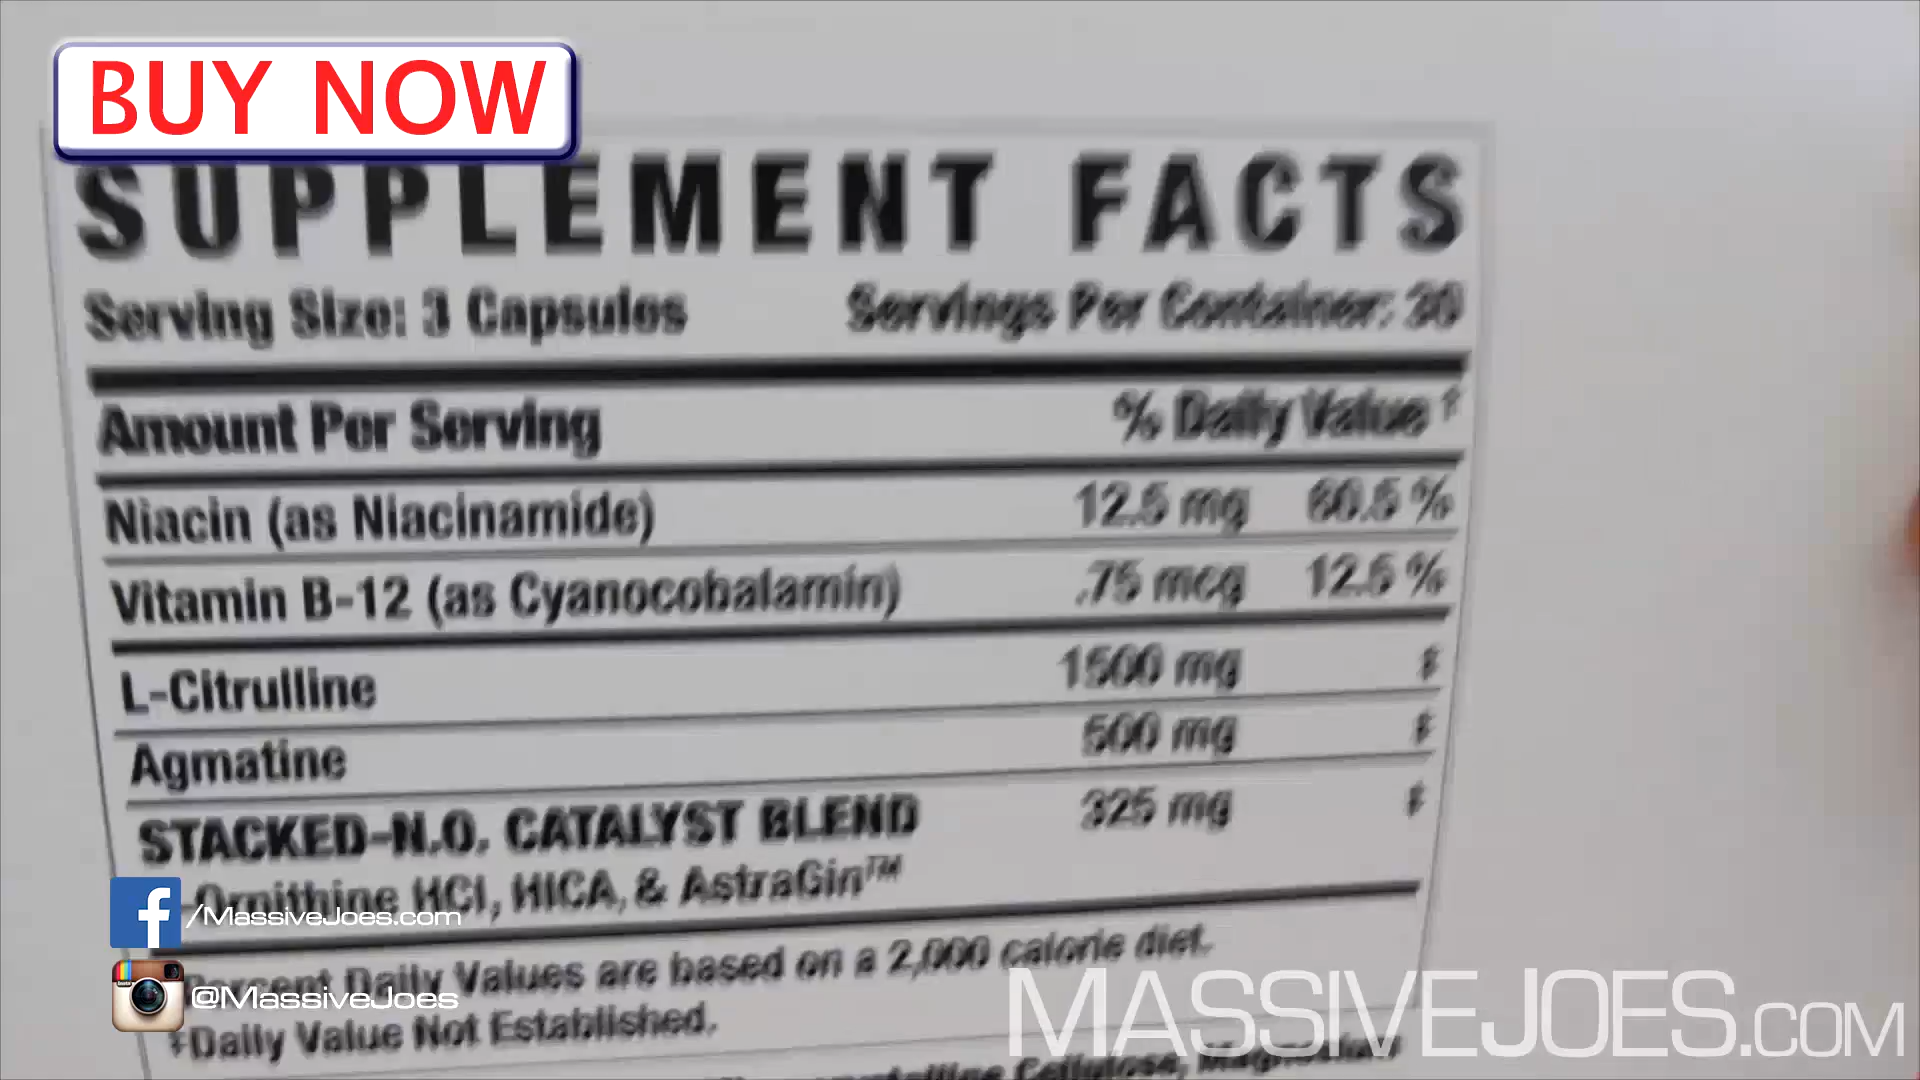 BUY NOW
SUPPLEMENT FACTS
Serving Size: 3 Capsules Servings Per Container: 30
Amount Per Serving % Daily Value †
Niacin (as Niacinamide) 12.5 mg
Vitamin B-12 (as Cyanocobalamin) .75 mcg 12.5 %
L-Citrulline 1500 mg ‡
Agmatine 500 mg ‡
STACKED-N.O. CATALYST BLEND 325 mg ‡
-Ornithine HCl, HICA, & AstraGin™
/MassiveJoes.com
Percent Daily Values are based on a 2,000 calorie diet.
@MassiveJoes
‡Daily Value Not Established.
MASSIVEJOES.COM
Cellulose, Magnesium